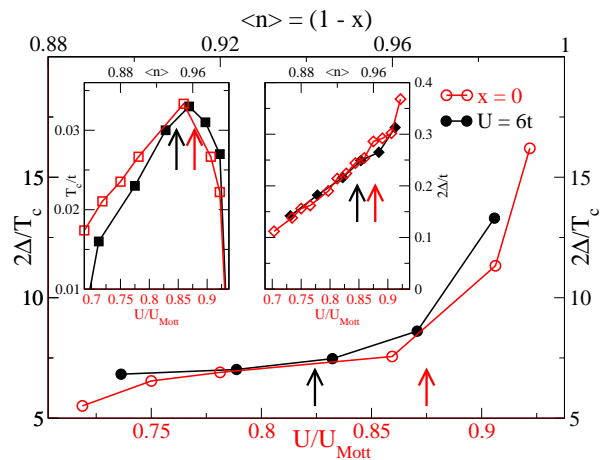 <n> = (1 - x)
0.88 0.92 0.96 1
0.88 <n> 0.96
0.88 <n> 0.96
x = 0
U = 6t
0.03
0.02
0.01
T_c/t
0.7 0.75 0.8 0.85 0.9
U/U_Mott
0.4
0.3
0.2
0.1
0
2Δ/t
0.7 0.75 0.8 0.85 0.9
U/U_Mott
15
10
5
2Δ/T_c
15
10
5
2Δ/T_c
0.75 0.8 0.85 0.9
U/U_Mott